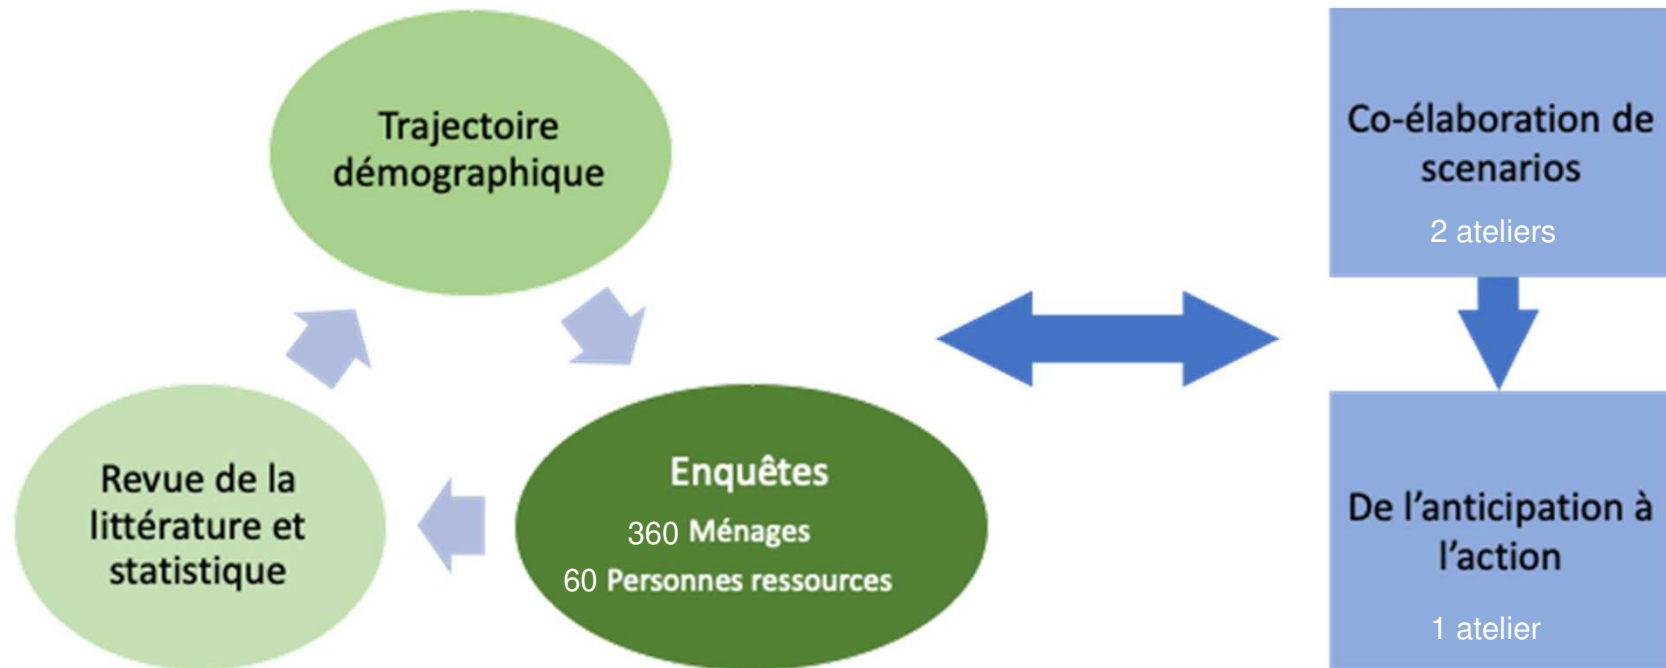 Trajectoire
démographique
Revue de la
littérature et
statistique
Enquêtes
360 Ménages
60 Personnes ressources
Co-élaboration de
scenarios
2 ateliers
De l’anticipation à
l’action
1 atelier